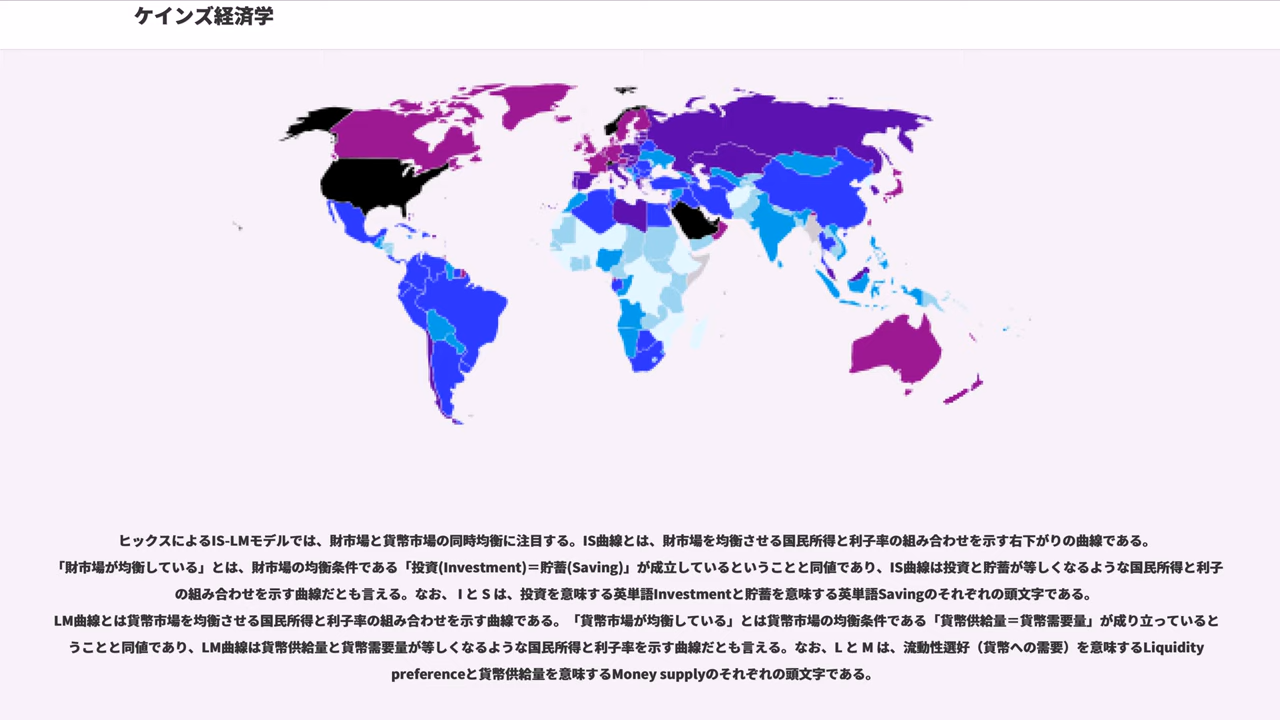 ケインズ経済学
ヒックスによるIS-LMモデルでは、財市場と貨幣市場の同時均衡に注目する。IS曲線とは、財市場を均衡させる国民所得と利子率の組み合わせを示す右下がりの曲線である。
「財市場が均衡している」とは、財市場の均衡条件である「投資(Investment)＝貯蓄(Saving)」が成立しているということと同値であり、IS曲線は投資と貯蓄が等しくなるような国民所得と利子
の組み合わせを示す曲線だとも言える。なお、I と S は、投資を意味する英単語Investmentと貯蓄を意味する英単語Savingのそれぞれの頭文字である。
LM曲線とは貨幣市場を均衡させる国民所得と利子率の組み合わせを示す曲線である。「貨幣市場が均衡している」とは貨幣市場の均衡条件である「貨幣供給量＝貨幣需要量」が成り立っていると
うことと同値であり、LM曲線は貨幣供給量と貨幣需要量が等しくなるような国民所得と利子率を示す曲線だとも言える。なお、L と M は、流動性選好（貨幣への需要）を意味するLiquidity
preferenceと貨幣供給量を意味するMoney supplyのそれぞれの頭文字である。